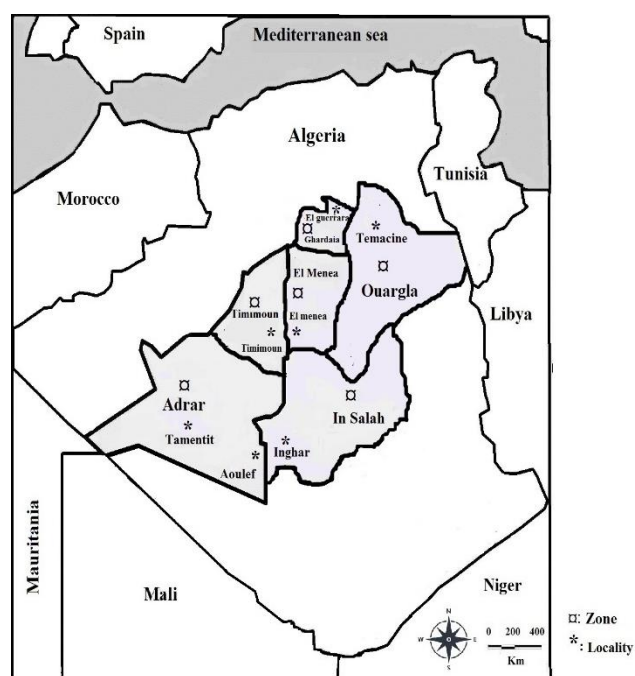 Spain
Mediterranean sea
Algeria
Tunisia
Morocco
El guerrara
*
¤
Ghardaia
*
Temacine
El Menea
¤
Ouargla
¤
¤
Timimoun
Libya
El menea
*
*
Timimoun
¤
Adrar
¤
In Salah
*
Tamentit
*
Inghar
*
Aoulef
Mauritania
Mali
Niger
N
W
E
S
0 200 400
Km
¤: Zone
*: Locality